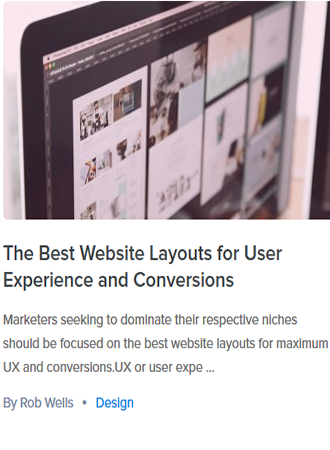 The Best Website Layouts for User
Experience and Conversions
Marketers seeking to dominate their respective niches
should be focused on the best website layouts for maximum
UX and conversions.UX or user expe ...
By Rob Wells • Design